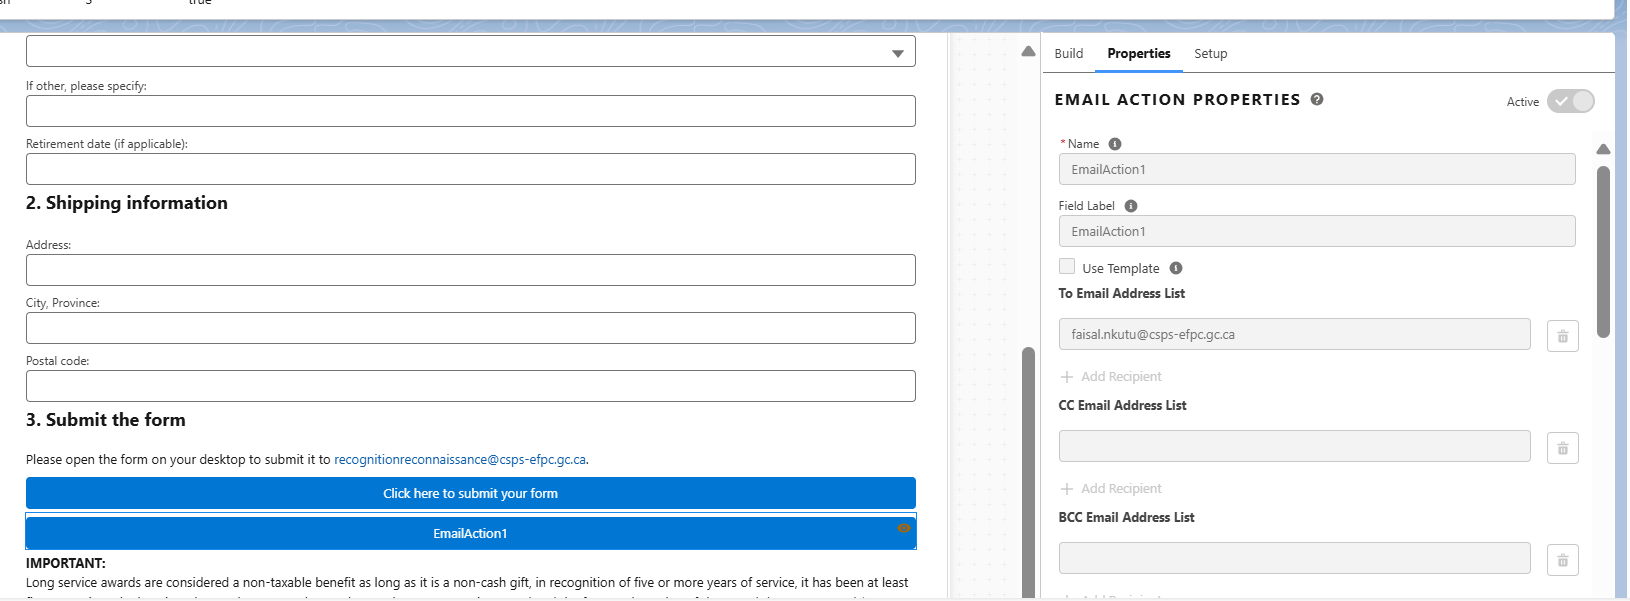 true
If other, please specify:
Retirement date (if applicable):
2. Shipping information
Address:
City, Province:
Postal code:
3. Submit the form
Please open the form on your desktop to submit it to recognitionreconnaissance@csps-efpc.gc.ca.
Click here to submit your form
EmailAction1
IMPORTANT:
Long service awards are considered a non-taxable benefit as long as it is a non-cash gift, in recognition of five or more years of service, it has been at least
Build Properties Setup
EMAIL ACTION PROPERTIES
Active
* Name
EmailAction1
Field Label
EmailAction1
Use Template
To Email Address List
faisal.nkutu@csps-efpc.gc.ca
Add Recipient
CC Email Address List
Add Recipient
BCC Email Address List